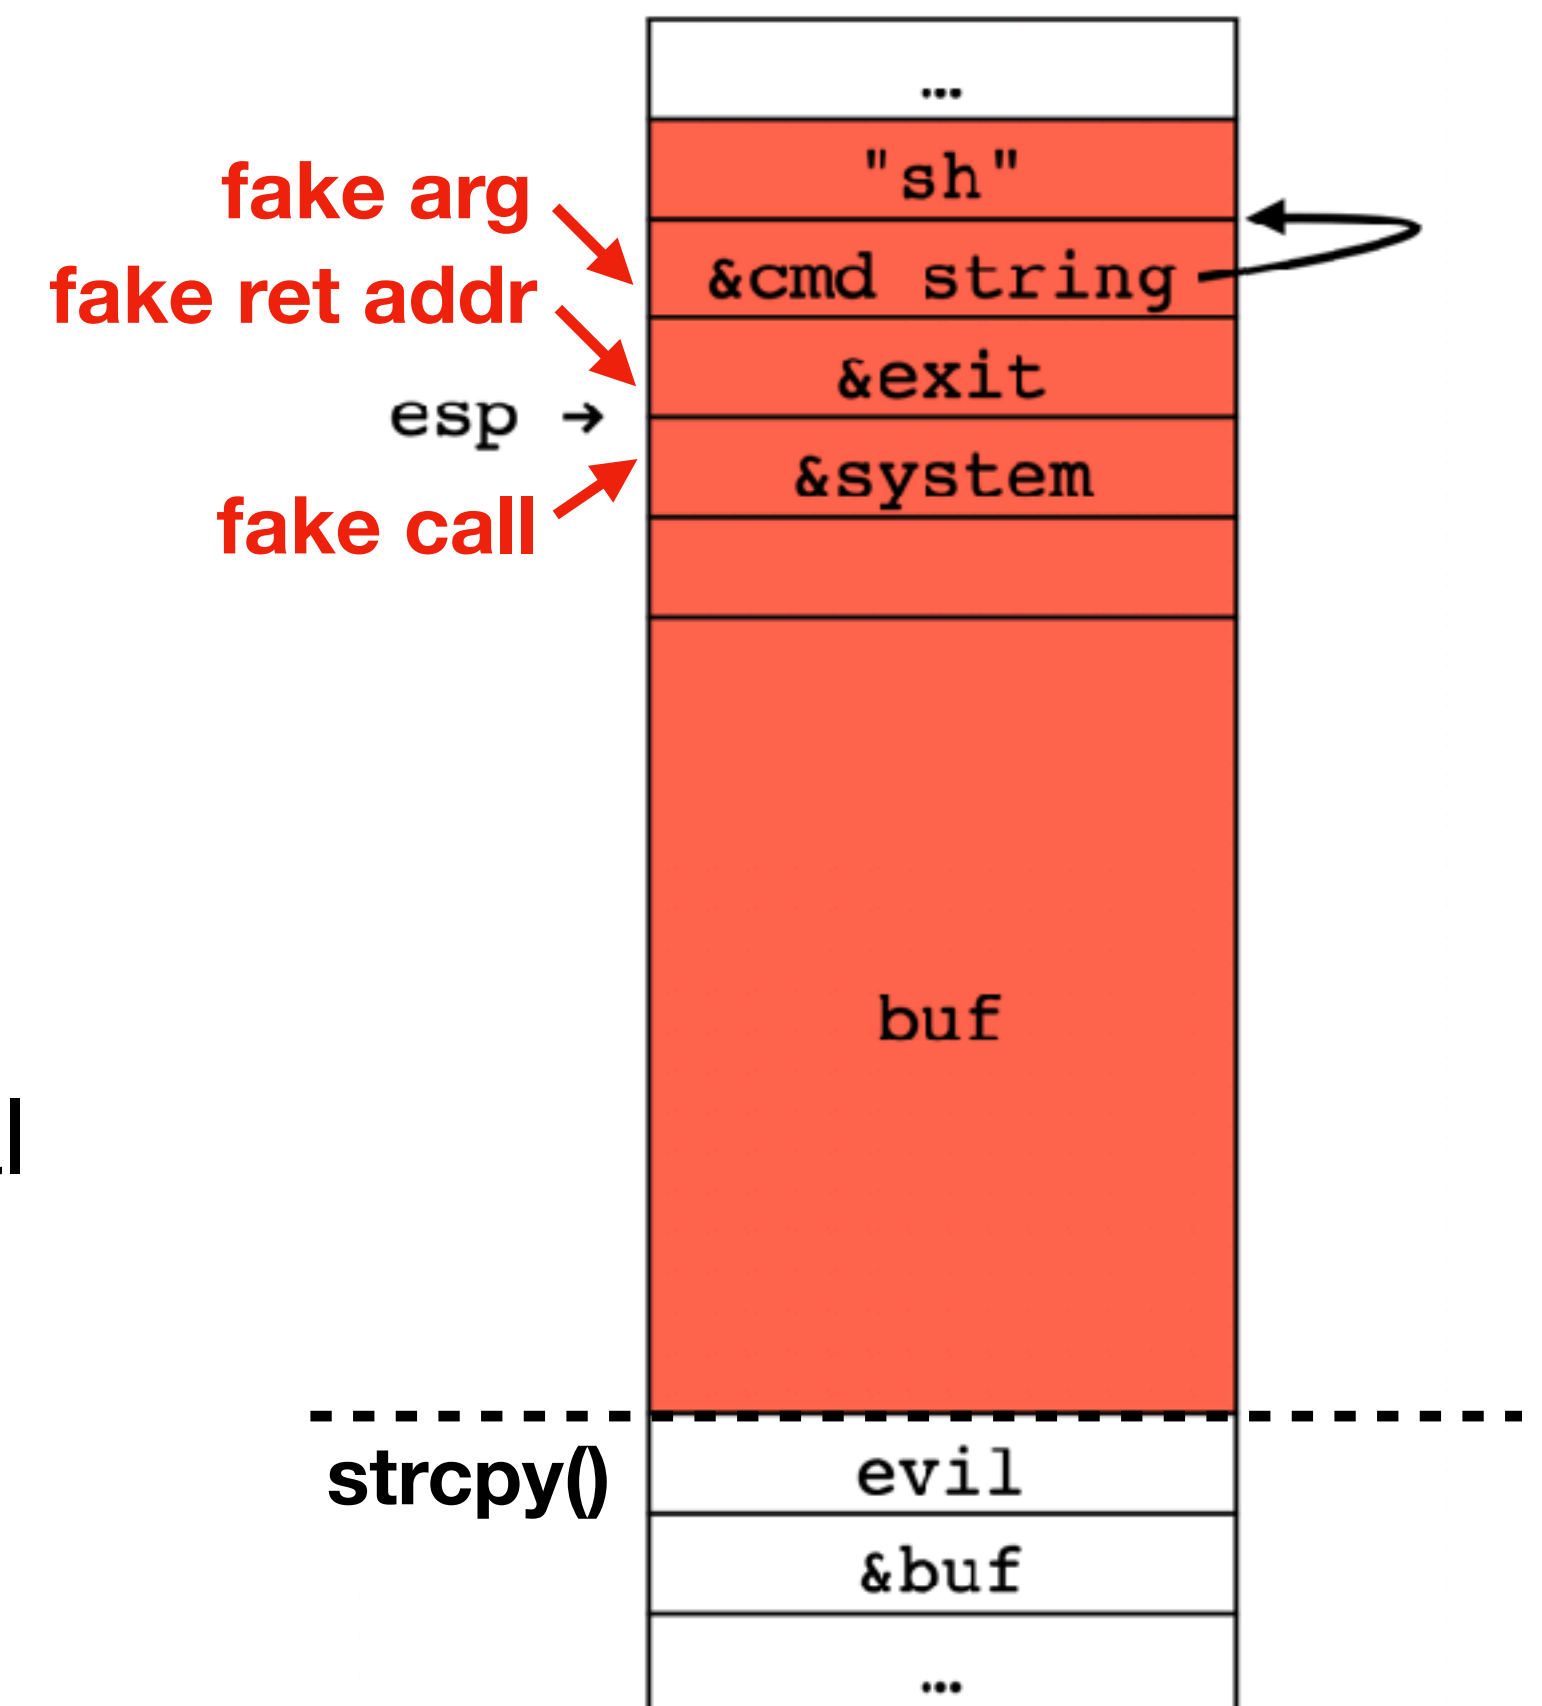 ...
"sh"
fake arg
&cmd string
fake ret addr
&exit
esp →
&system
fake call
buf
strcpy()
evil
&buf
...